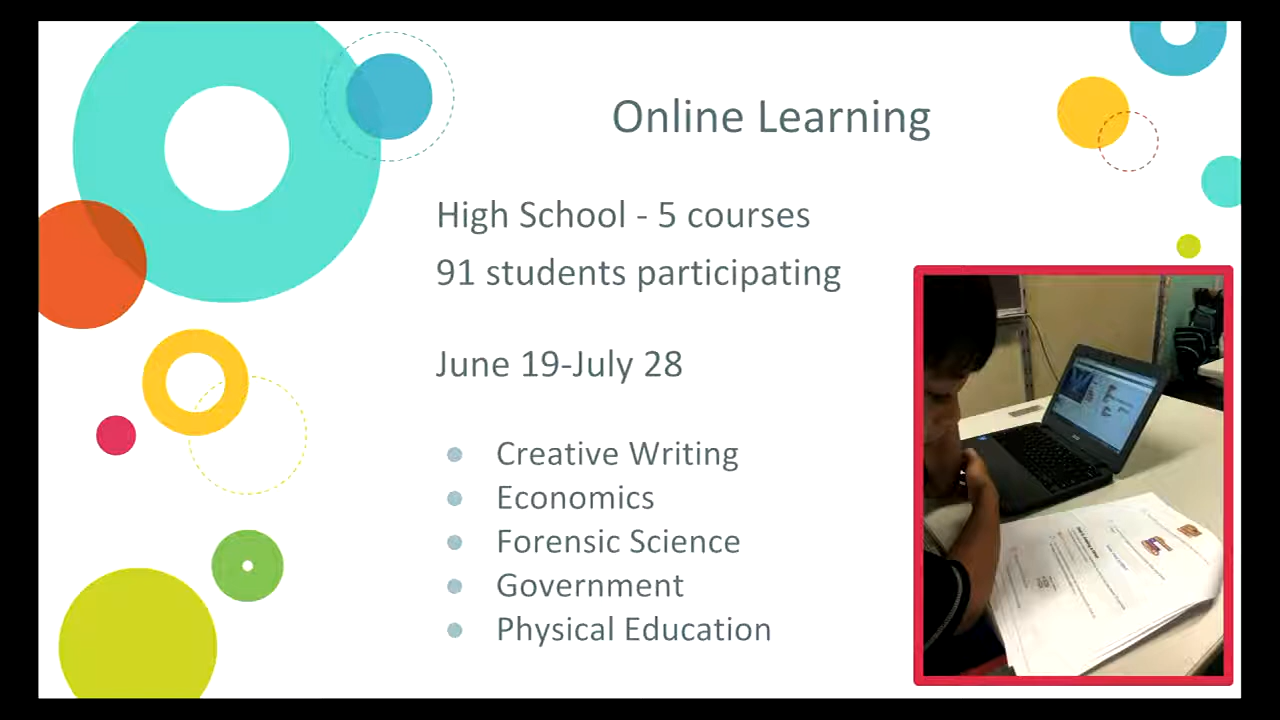 Online Learning
High School - 5 courses
91 students participating
June 19-July 28
Creative Writing
Economics
Forensic Science
Government
Physical Education